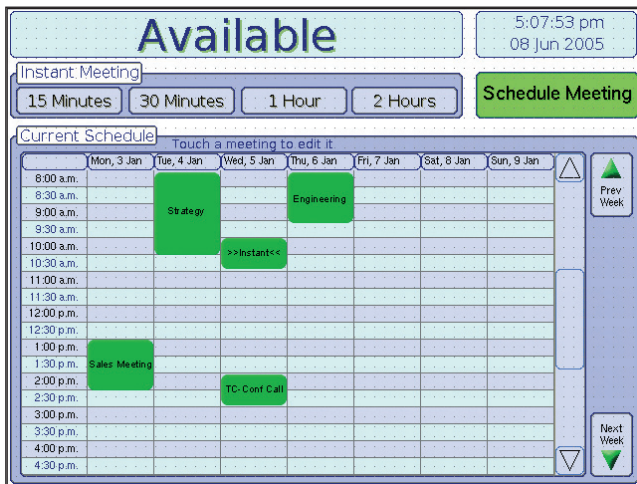 Available
5:07:53 pm
08 Jun 2005
Instant Meeting
15 Minutes 30 Minutes 1 Hour 2 Hours
Schedule Meeting
Current Schedule
Touch a meeting to edit it
Mon, 3 Jan Tue, 4 Jan Wed, 5 Jan Thu, 6 Jan Fri, 7 Jan Sat, 8 Jan Sun, 9 Jan
8:00 a.m.
8:30 a.m.
Engineering
9:00 a.m.
Strategy
9:30 a.m.
10:00 a.m.
>>Instant<<
10:30 a.m.
11:00 a.m.
11:30 a.m.
12:00 p.m.
12:30 p.m.
1:00 p.m.
1:30 p.m.
Sales Meeting
2:00 p.m.
TC-Conf Call
2:30 p.m.
3:00 p.m.
3:30 p.m.
4:00 p.m.
4:30 p.m.
Prev
Week
Next
Week